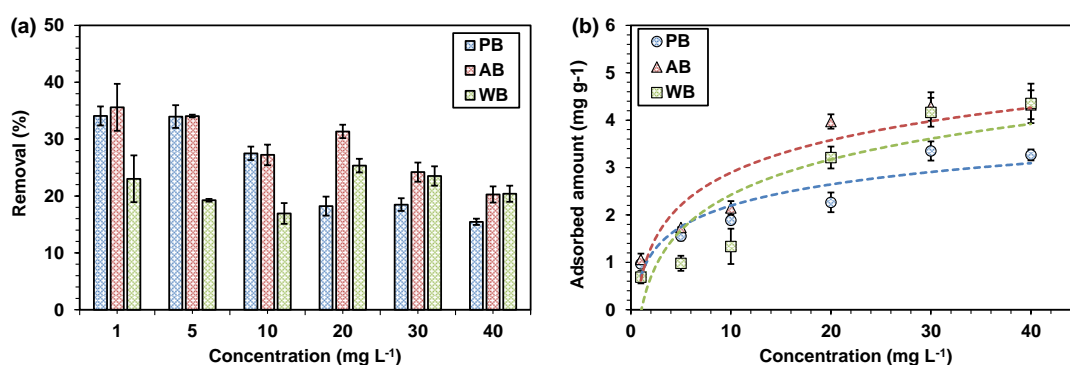 (a)
Removal (%)
50
40
30
20
10
0
PB
AB
WB
1 5 10 20 30 40
Concentration (mg L-1)
(b)
Adsorbed amount (mg g-1)
6
5
4
3
2
1
0
PB
AB
WB
0 10 20 30 40
Concentration (mg L-1)